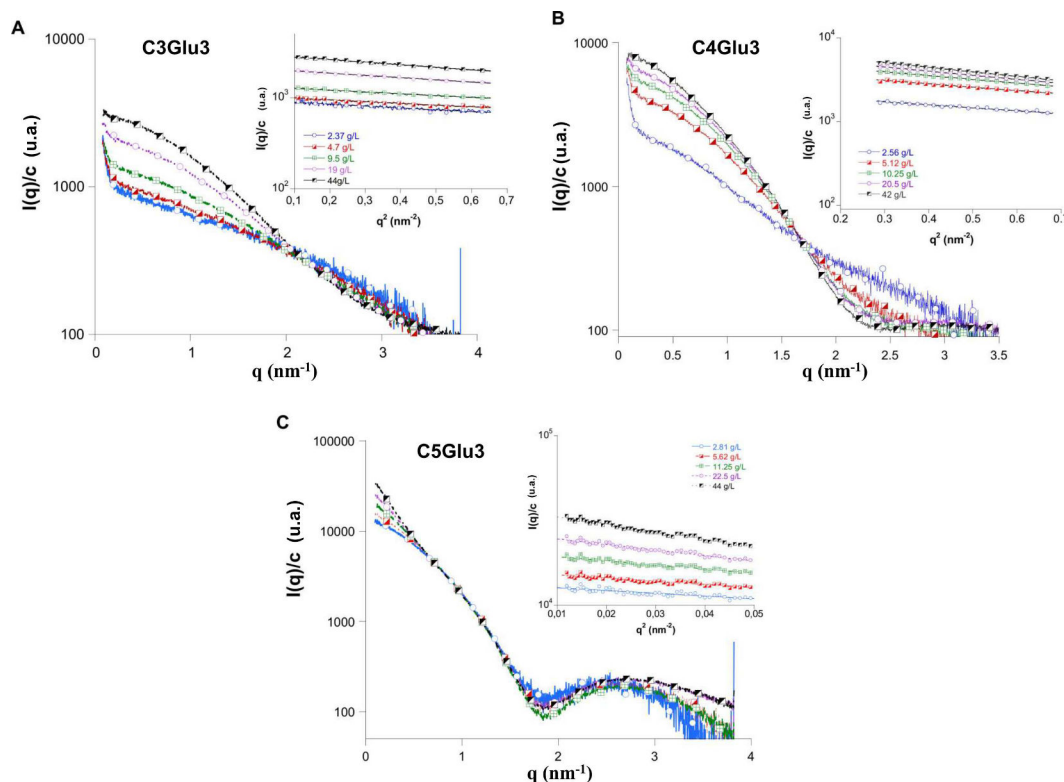 A
C3Glu3
10000
1000
100
I(q)/c (u.a.)
0
1
2
3
4
q (nm⁻¹)
I(q)/c (u.a.)
10³
10²
0,1
0,2
0,3
0,4
0,5
0,6
0,7
q² (nm⁻²)
2.37 g/L
4.7 g/L
9.5 g/L
19 g/L
44g/L
B
C4Glu3
10000
1000
100
I(q)/c (u.a.)
0
0.5
1
1.5
2
2.5
3
3.5
q (nm⁻¹)
I(q)/c (u.a.)
10⁴
10³
10²
0.2
0.3
0.4
0.5
0.6
q² (nm⁻²)
2.56 g/L
5.12 g/L
10.25 g/L
20.5 g/L
42 g/L
C
C5Glu3
100000
10000
1000
100
I(q)/c (u.a.)
0
1
2
3
4
q (nm⁻¹)
I(q)/c (u.a.)
10⁵
10⁴
0,01
0,02
0,03
0,04
0,05
q² (nm⁻²)
2.81 g/L
5.62 g/L
11.25 g/L
22.5 g/L
44 g/L